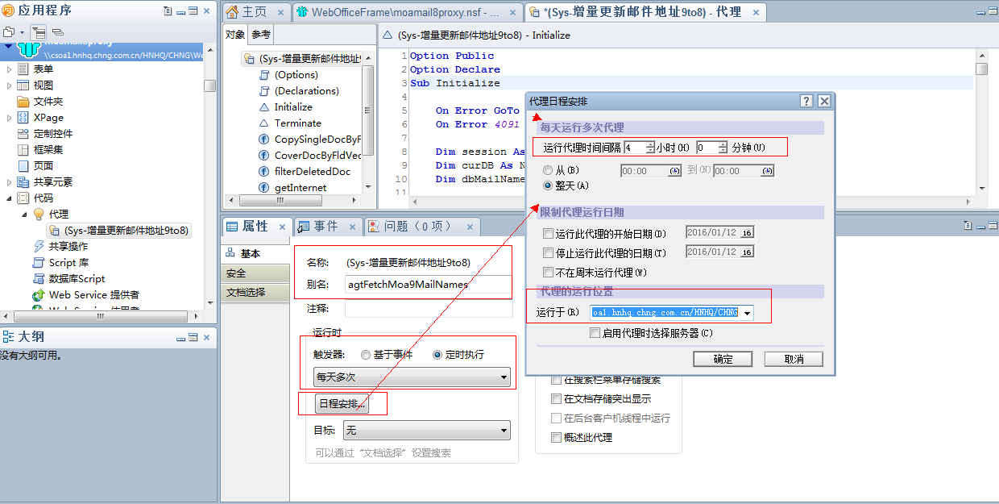 应用程序
moamail8proxy
\\csoa1.hnhq.chng.com.cn/HNHQ/CHNG\We
表单
视图
文件夹
XPage
定制控件
框架集
页面
共享元素
代码
代理
(Sys-增量更新邮件地址9to8)
共享操作
Script 库
数据库Script
Web Service 提供者
Web Service 使用者
大纲
没有大纲可用。
主页
WebOfficeFrame\moamail8proxy.nsf - ...
*(Sys-增量更新邮件地址9to8) - 代理
对象
参考
(Sys-增量更新邮件地址9to8) - Initialize
(Sys-增量更新邮件地址
(Options)
(Declarations)
Initialize
Terminate
CopySingleDocByF
CoverDocByFldVec
filterDeletedDoc
getInternet
1 Option Public
2 Option Declare
3 Sub Initialize
4
5 On Error GoTo
6 On Error 4091
7
8 Dim session As
9 Dim curDB As N
10 Dim dbMailName
11
属性
事件
问题（0 项）
基本
安全
文档选择
名称: (Sys-增量更新邮件地址9to8)
别名: agtFetchMoa9MailNames
注释:
运行时
触发器: 基于事件 定时执行
每天多次
日程安排...
目标: 无
可以通过 “文档选择” 设置搜索
代理日程安排
每天运行多次代理
运行代理时间间隔 4 小时(H) 0 分钟(U)
从(B) 00:00 到(N) 00:00
整天(A)
限制代理运行日期
运行此代理的开始日期(D) 2016/01/12 16
停止运行此代理的日期(T) 2016/01/12 16
不在周末运行代理(W)
代理的运行位置
运行于(R) oa1.hnhq.chng.com.cn/HNHQ/CHNG
启用代理时选择服务器(C)
确定
取消
在搜索栏菜单存储搜索
在文档存储突出显示
在后台客户机线程中运行
概述此代理